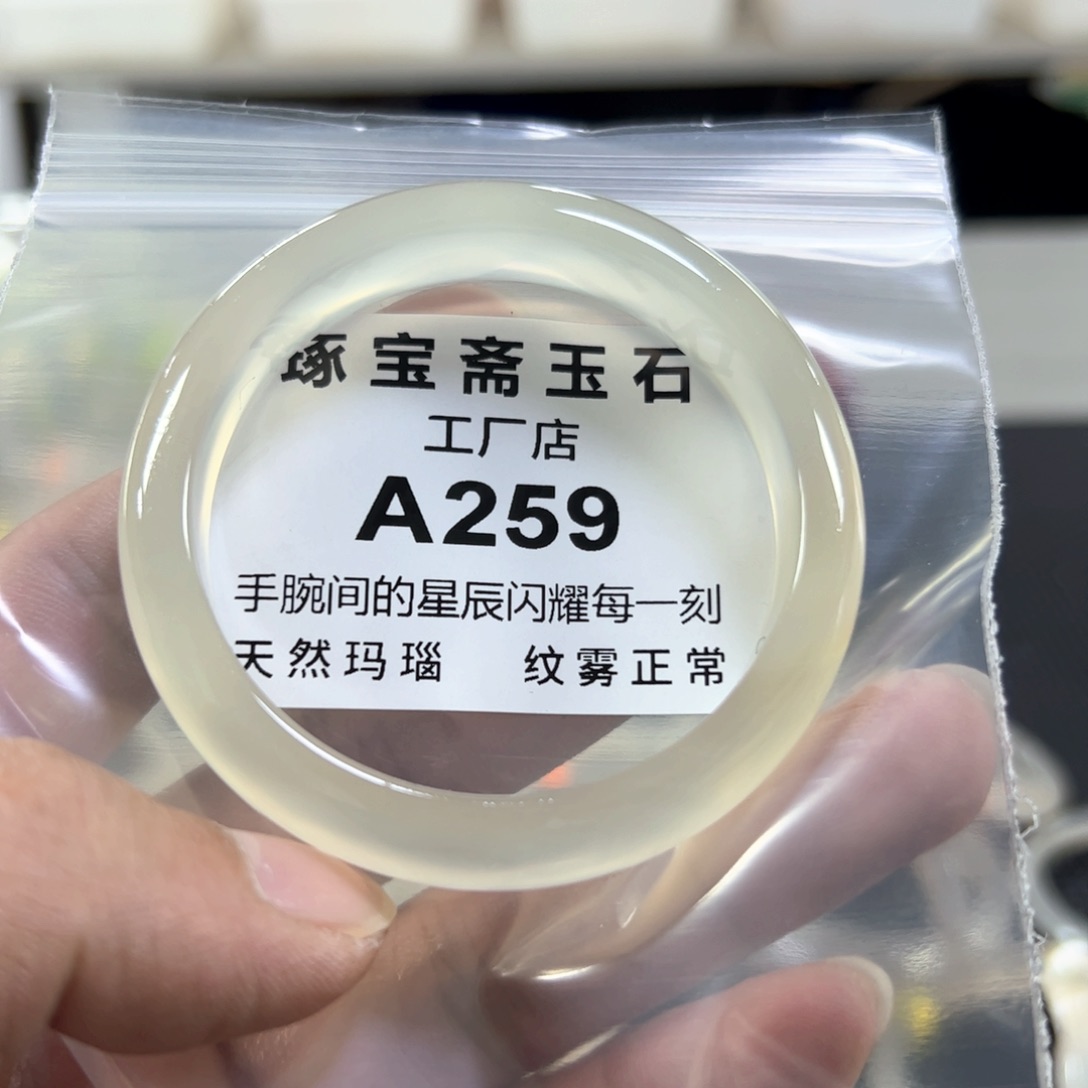 琢宝斋玉石
工厂店
A259
手腕间的星辰闪耀每一刻
天然玛瑙 纹雾正常